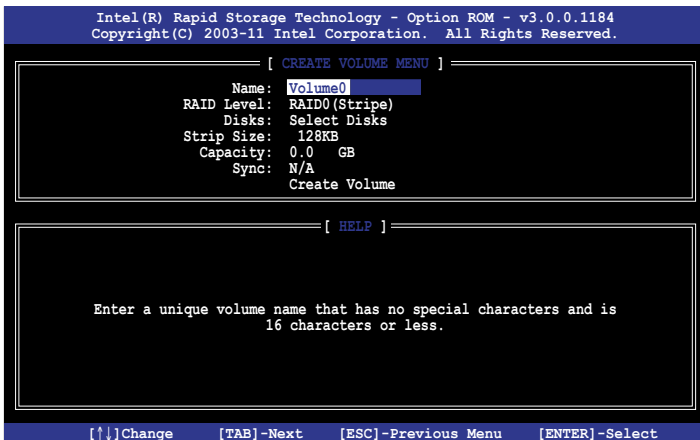 Intel(R) Rapid Storage Technology - Option ROM - v3.0.0.1184
Copyright(C) 2003-11 Intel Corporation. All Rights Reserved.
[ CREATE VOLUME MENU ]
Name: Volume0
RAID Level: RAID0(Stripe)
Disks: Select Disks
Strip Size: 128KB
Capacity: 0.0 GB
Sync: N/A
Create Volume
[ HELP ]
Enter a unique volume name that has no special characters and is
16 characters or less.
[↑↓]Change [TAB]-Next [ESC]-Previous Menu [ENTER]-Select